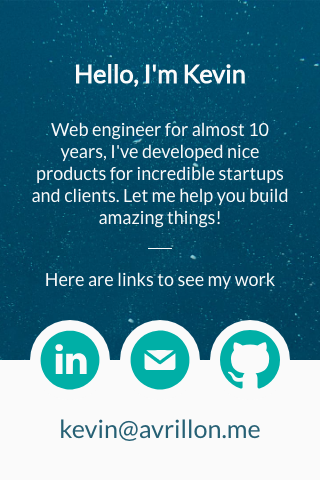 Hello, I'm Kevin
Web engineer for almost 10
years, I've developed nice
products for incredible startups
and clients. Let me help you build
amazing things!
Here are links to see my work
in
kevin@avrillon.me